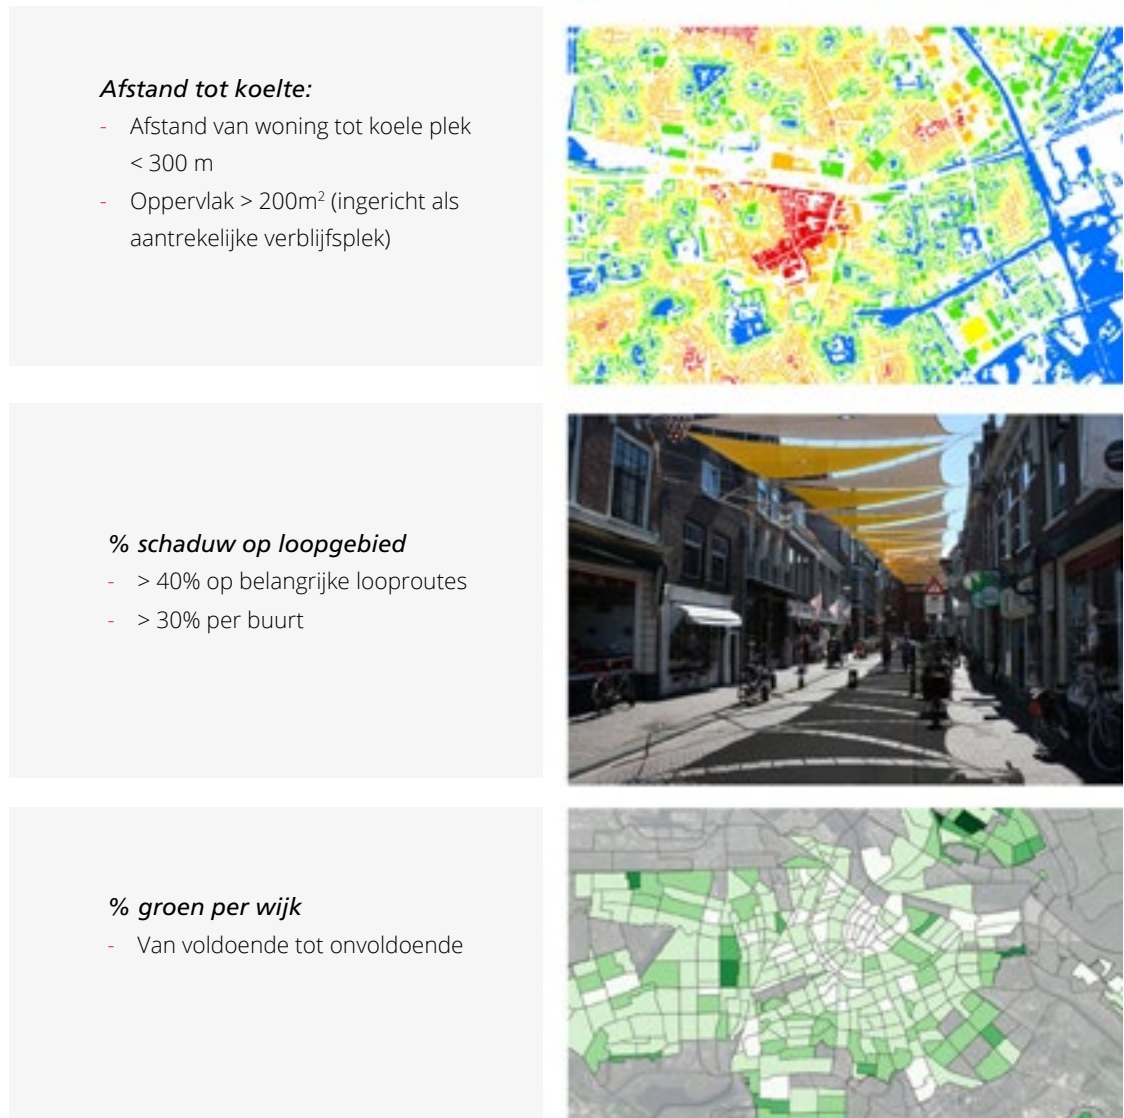 Afstand tot koelte:
- Afstand van woning tot koele plek
< 300 m
- Oppervlak > 200m² (ingericht als
aantrekelijke verblijfsplek)
% schaduw op loopgebied
- > 40% op belangrijke looproutes
- > 30% per buurt
% groen per wijk
- Van voldoende tot onvoldoende